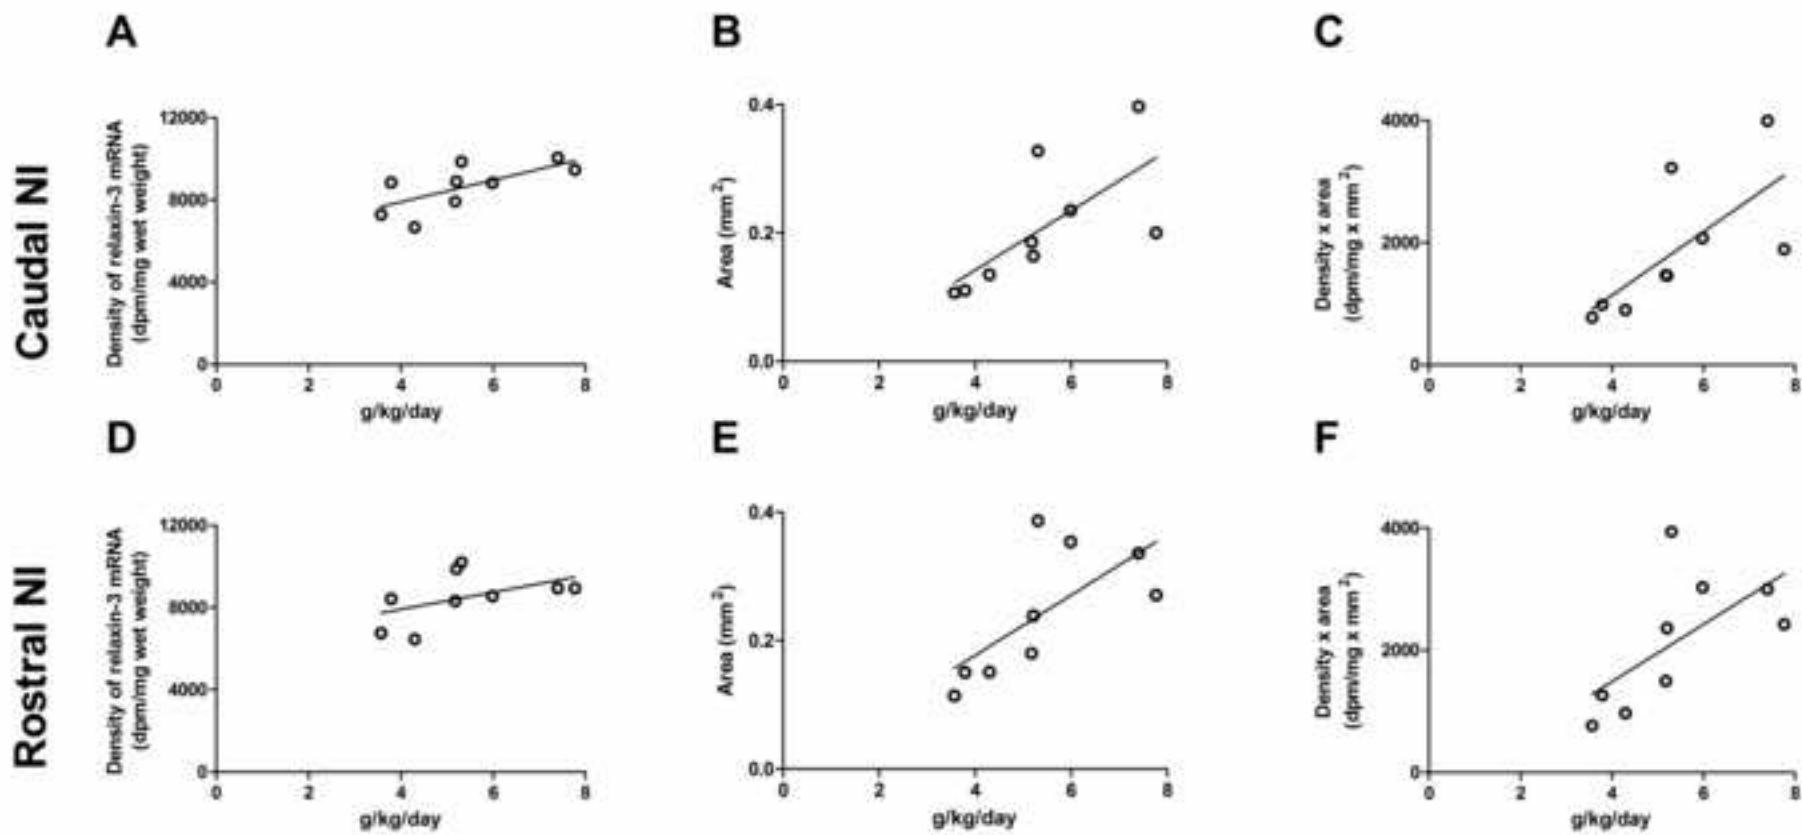 A
B
C
Caudal NI
Density of relaxin-3 mRNA
(dpm/mg wet weight)
12000
8000
4000
0
0 2 4 6 8
g/kg/day
Area (mm²)
0.4
0.2
0.0
0 2 4 6 8
g/kg/day
Density x area
(dpm/mg x mm²)
4000
2000
0
0 2 4 6 8
g/kg/day
D
E
F
Rostral NI
Density of relaxin-3 mRNA
(dpm/mg wet weight)
12000
8000
4000
0
0 2 4 6 8
g/kg/day
Area (mm²)
0.4
0.2
0.0
0 2 4 6 8
g/kg/day
Density x area
(dpm/mg x mm²)
4000
2000
0
0 2 4 6 8
g/kg/day